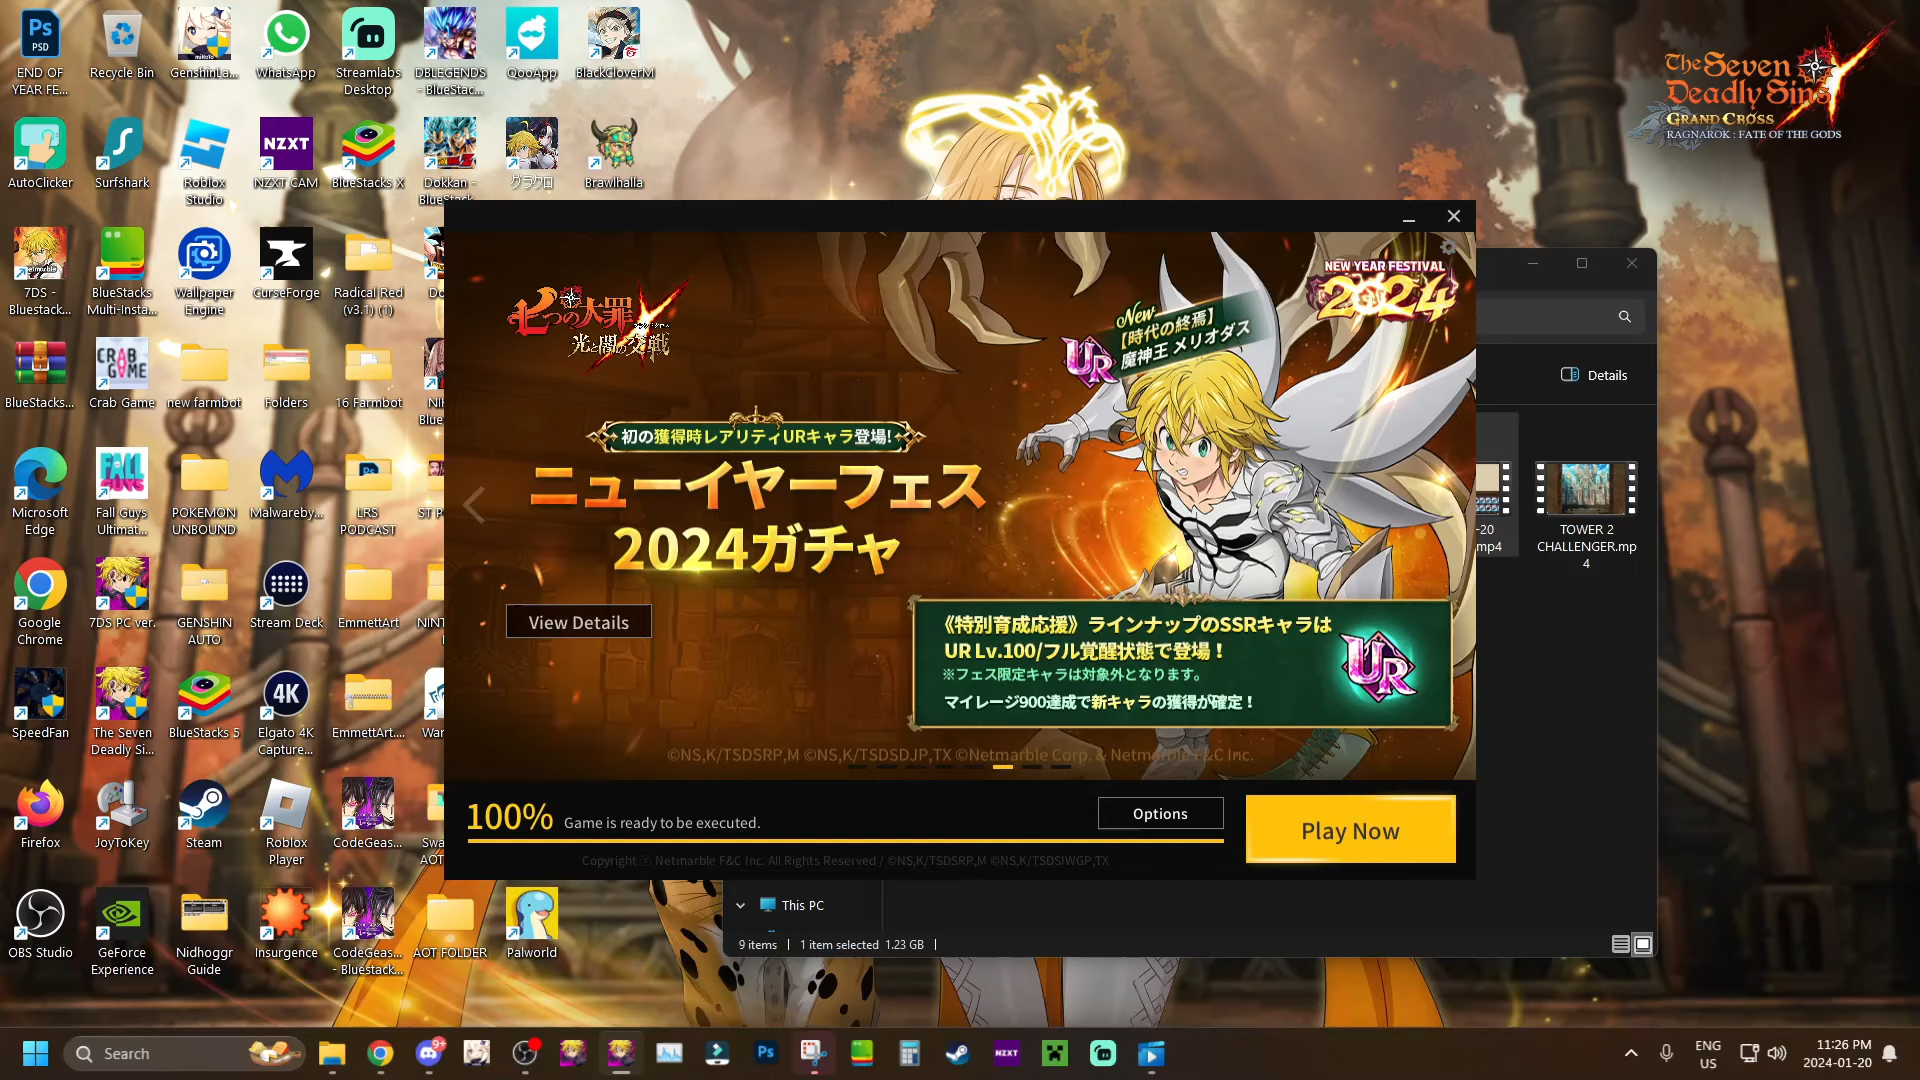 END OF
YEAR FE...
Recycle Bin
GenshinLa...
WhatsApp
Streamlabs
Desktop
DBLEGENDS
- BlueStac...
QooApp
BlackCloverM
AutoClicker
Surfshark
Roblox
Studio
NZXT
NZXT CAM
BlueStacks X
Dokkan -
グラクロ
Brawlhalla
7DS -
Bluestack...
BlueStacks
Multi-Insta...
Wallpaper
Engine
CurseForge
Radical Red
(v3.1) (1)
BlueStacks...
Crab Game
new farmbot
Folders
16 Farmbot
Microsoft
Edge
Fall Guys
Ultimat...
POKEMON
UNBOUND
Malwareby...
LRS
PODCAST
Google
Chrome
7DS PC ver.
GENSHIN
AUTO
Stream Deck
EmmettArt
SpeedFan
The Seven
Deadly Si...
BlueStacks 5
4K
Elgato 4K
Capture...
EmmettArt....
Firefox
JoyToKey
Steam
Roblox
Player
CodeGeas...
OBS Studio
GeForce
Experience
Nidhoggr
Guide
Insurgence
CodeGeas...
- Bluestack...
AOT FOLDER
Palworld
The Seven
Deadly Sins
GRAND CROSS
RAGNAROK : FATE OF THE GODS
七つの大罪
光と闇の交戦
NEW YEAR FESTIVAL
2024
New
【時代の終焉】
UR 魔神王 メリオダス
初の獲得時レアリティURキャラ登場!
ニューイヤーフェス
2024ガチャ
View Details
《特別育成応援》ラインナップのSSRキャラは
UR Lv.100/フル覚醒状態で登場！
※フェス限定キャラは対象外となります。
マイレージ900達成で新キャラの獲得が確定！
UR
©NS,K/TSDSRP,M ©NS,K/TSDSDJP,TX ©Netmarble Corp. & Netmarble F&C Inc.
100% Game is ready to be executed.
Options
Play Now
Copyright ⓒ Netmarble F&C Inc. All Rights Reserved / ©NS,K/TSDSRP,M ©NS,K/TSDSIWGP,TX
Details
-20
mp4
TOWER 2
CHALLENGER.mp
4
This PC
9 items | 1 item selected 1.23 GB |
Search
9+
Ps
NZXT
ENG
US
11:26 PM
2024-01-20